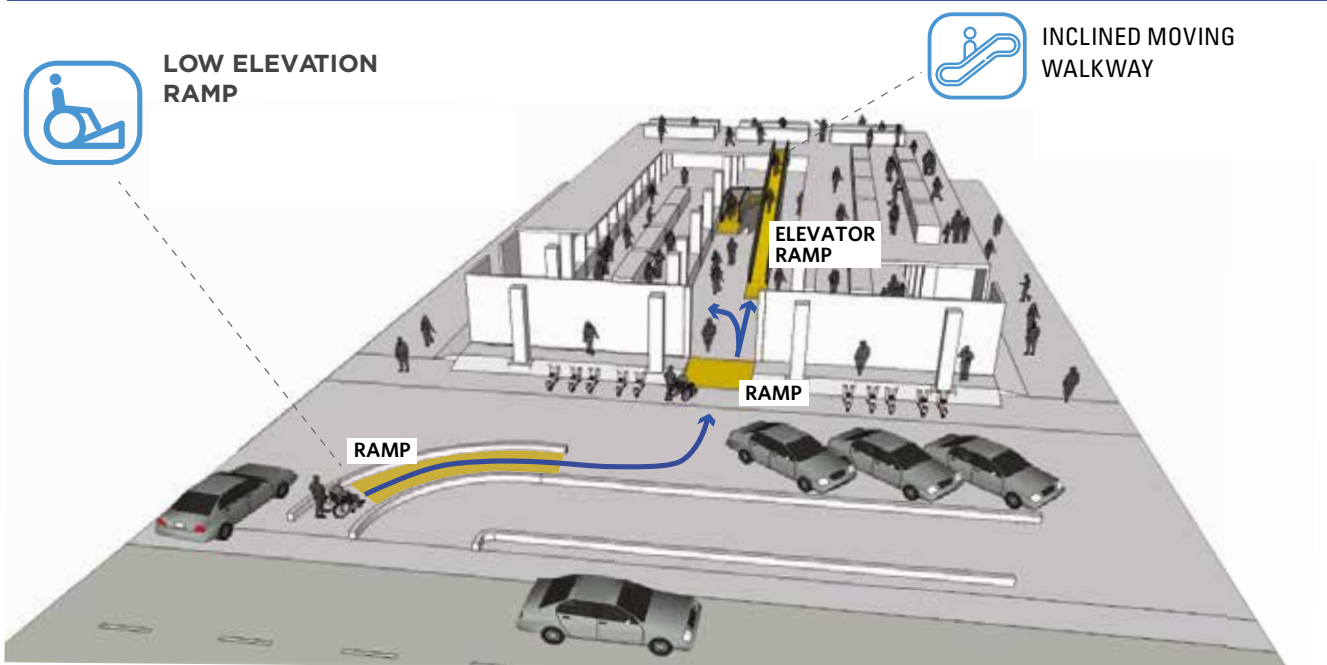 LOW ELEVATION
RAMP
INCLINED MOVING
WALKWAY
ELEVATOR
RAMP
RAMP
RAMP